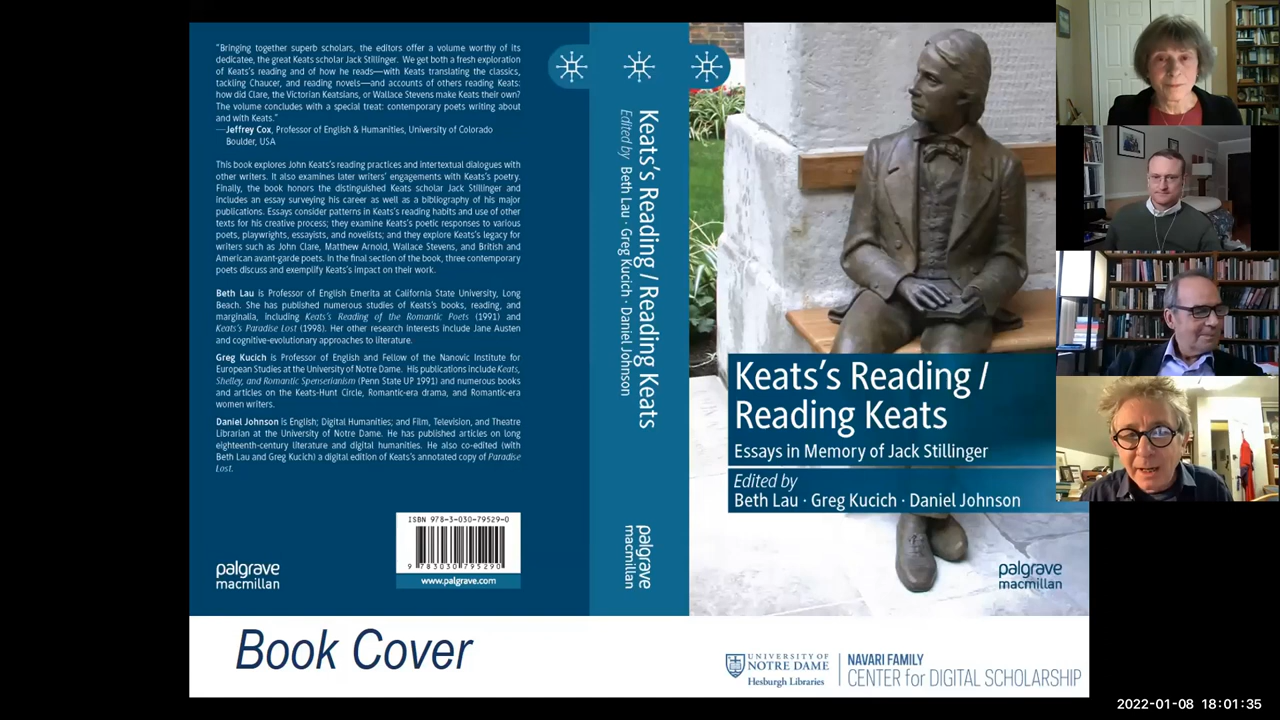 "Bringing together superb scholars, the editors offer a volume worthy of its
dedicatee, the great Keats scholar Jack Stillinger. We get both a fresh exploration
of Keats's reading and of how he reads—with Keats translating the classics,
tackling Chaucer, and reading novels—and accounts of others reading Keats:
how did Clare, the Victorian Keatsians, or Wallace Stevens make Keats their own?
The volume concludes with a special treat: contemporary poets writing about
and with Keats."
—Jeffrey Cox, Professor of English & Humanities, University of Colorado
Boulder, USA
This book explores John Keats's reading practices and intertextual dialogues with
other writers. It also examines later writers' engagements with Keats's poetry.
Finally, the book honors the distinguished Keats scholar Jack Stillinger and
includes an essay surveying his career as well as a bibliography of his major
publications. Essays consider patterns in Keats's reading habits and use of other
texts for his creative process; they examine Keats's poetic responses to various
poets, playwrights, essayists, and novelists; and they explore Keats's legacy for
writers such as John Clare, Matthew Arnold, Wallace Stevens, and British and
American avant-garde poets. In the final section of the book, three contemporary
poets discuss and exemplify Keats's impact on their work.
Beth Lau is Professor of English Emerita at California State University, Long
Beach. She has published numerous studies of Keats's books, reading, and
marginalia, including Keats's Reading of the Romantic Poets (1991) and
Keats's Paradise Lost (1998). Her other research interests include Jane Austen
and cognitive-evolutionary approaches to literature.
Greg Kucich is Professor of English and Fellow of the Nanovic Institute for
European Studies at the University of Notre Dame. His publications include Keats,
Shelley, and Romantic Spenserianism (Penn State UP 1991) and numerous books
and articles on the Keats-Hunt Circle, Romantic-era drama, and Romantic-era
women writers.
Daniel Johnson is English; Digital Humanities; and Film, Television, and Theatre
Librarian at the University of Notre Dame. He has published articles on long
eighteenth-century literature and digital humanities. He also co-edited (with
Beth Lau and Greg Kucich) a digital edition of Keats's annotated copy of Paradise
Lost.
ISBN 978-3-030-79529-0
9 783030 795290
www.palgrave.com
palgrave
macmillan
Keats's Reading / Reading Keats
Edited by Beth Lau · Greg Kucich · Daniel Johnson
palgrave
macmillan
Keats's Reading /
Reading Keats
Essays in Memory of Jack Stillinger
Edited by
Beth Lau · Greg Kucich · Daniel Johnson
palgrave
macmillan
Book Cover
UNIVERSITY OF
NOTRE DAME
Hesburgh Libraries
NAVARI FAMILY
CENTER for DIGITAL SCHOLARSHIP
2022-01-08 18:01:35